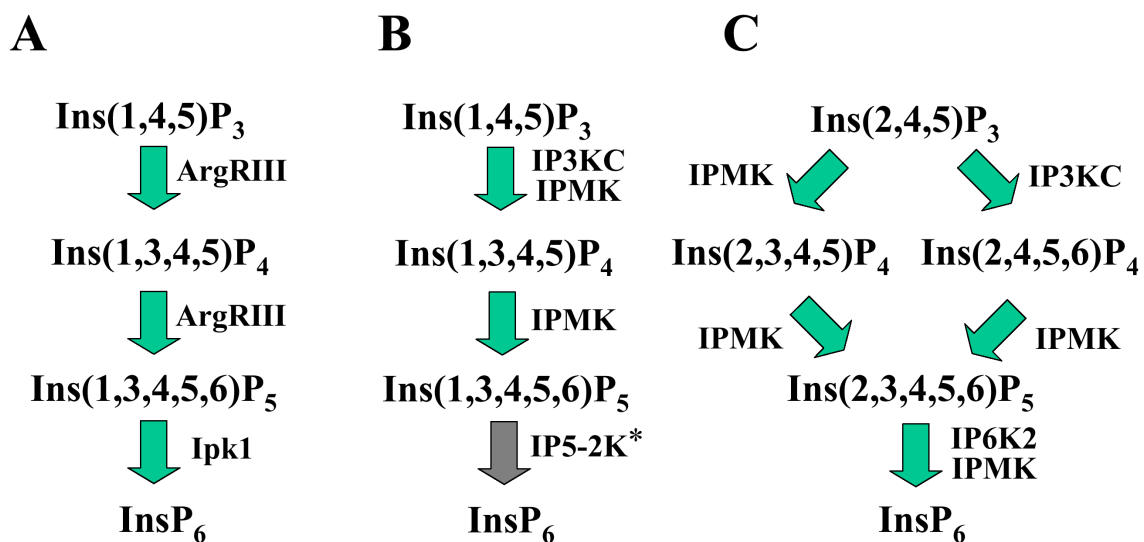 A
Ins(1,4,5)P3
ArgRIII
Ins(1,3,4,5)P4
ArgRIII
Ins(1,3,4,5,6)P5
Ipk1
InsP6
B
Ins(1,4,5)P3
IP3KC
IPMK
Ins(1,3,4,5)P4
IPMK
Ins(1,3,4,5,6)P5
IP5-2K*
InsP6
C
Ins(2,4,5)P3
IPMK
IP3KC
Ins(2,3,4,5)P4
Ins(2,4,5,6)P4
IPMK
IPMK
Ins(2,3,4,5,6)P5
IP6K2
IPMK
InsP6